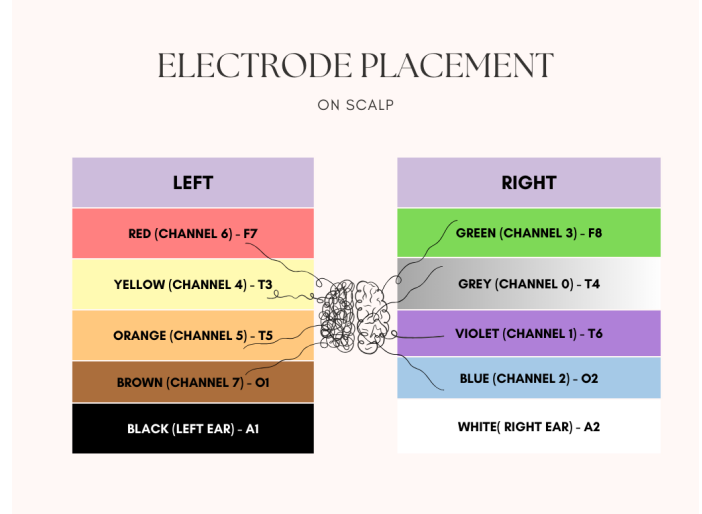 ELECTRODE PLACEMENT
ON SCALP
LEFT
RED (CHANNEL 6) - F7
YELLOW (CHANNEL 4) - T3
ORANGE (CHANNEL 5) - T5
BROWN (CHANNEL 7) - O1
BLACK (LEFT EAR) - A1
RIGHT
GREEN (CHANNEL 3) - F8
GREY (CHANNEL 0) - T4
VIOLET (CHANNEL 1) - T6
BLUE (CHANNEL 2) - O2
WHITE( RIGHT EAR) - A2